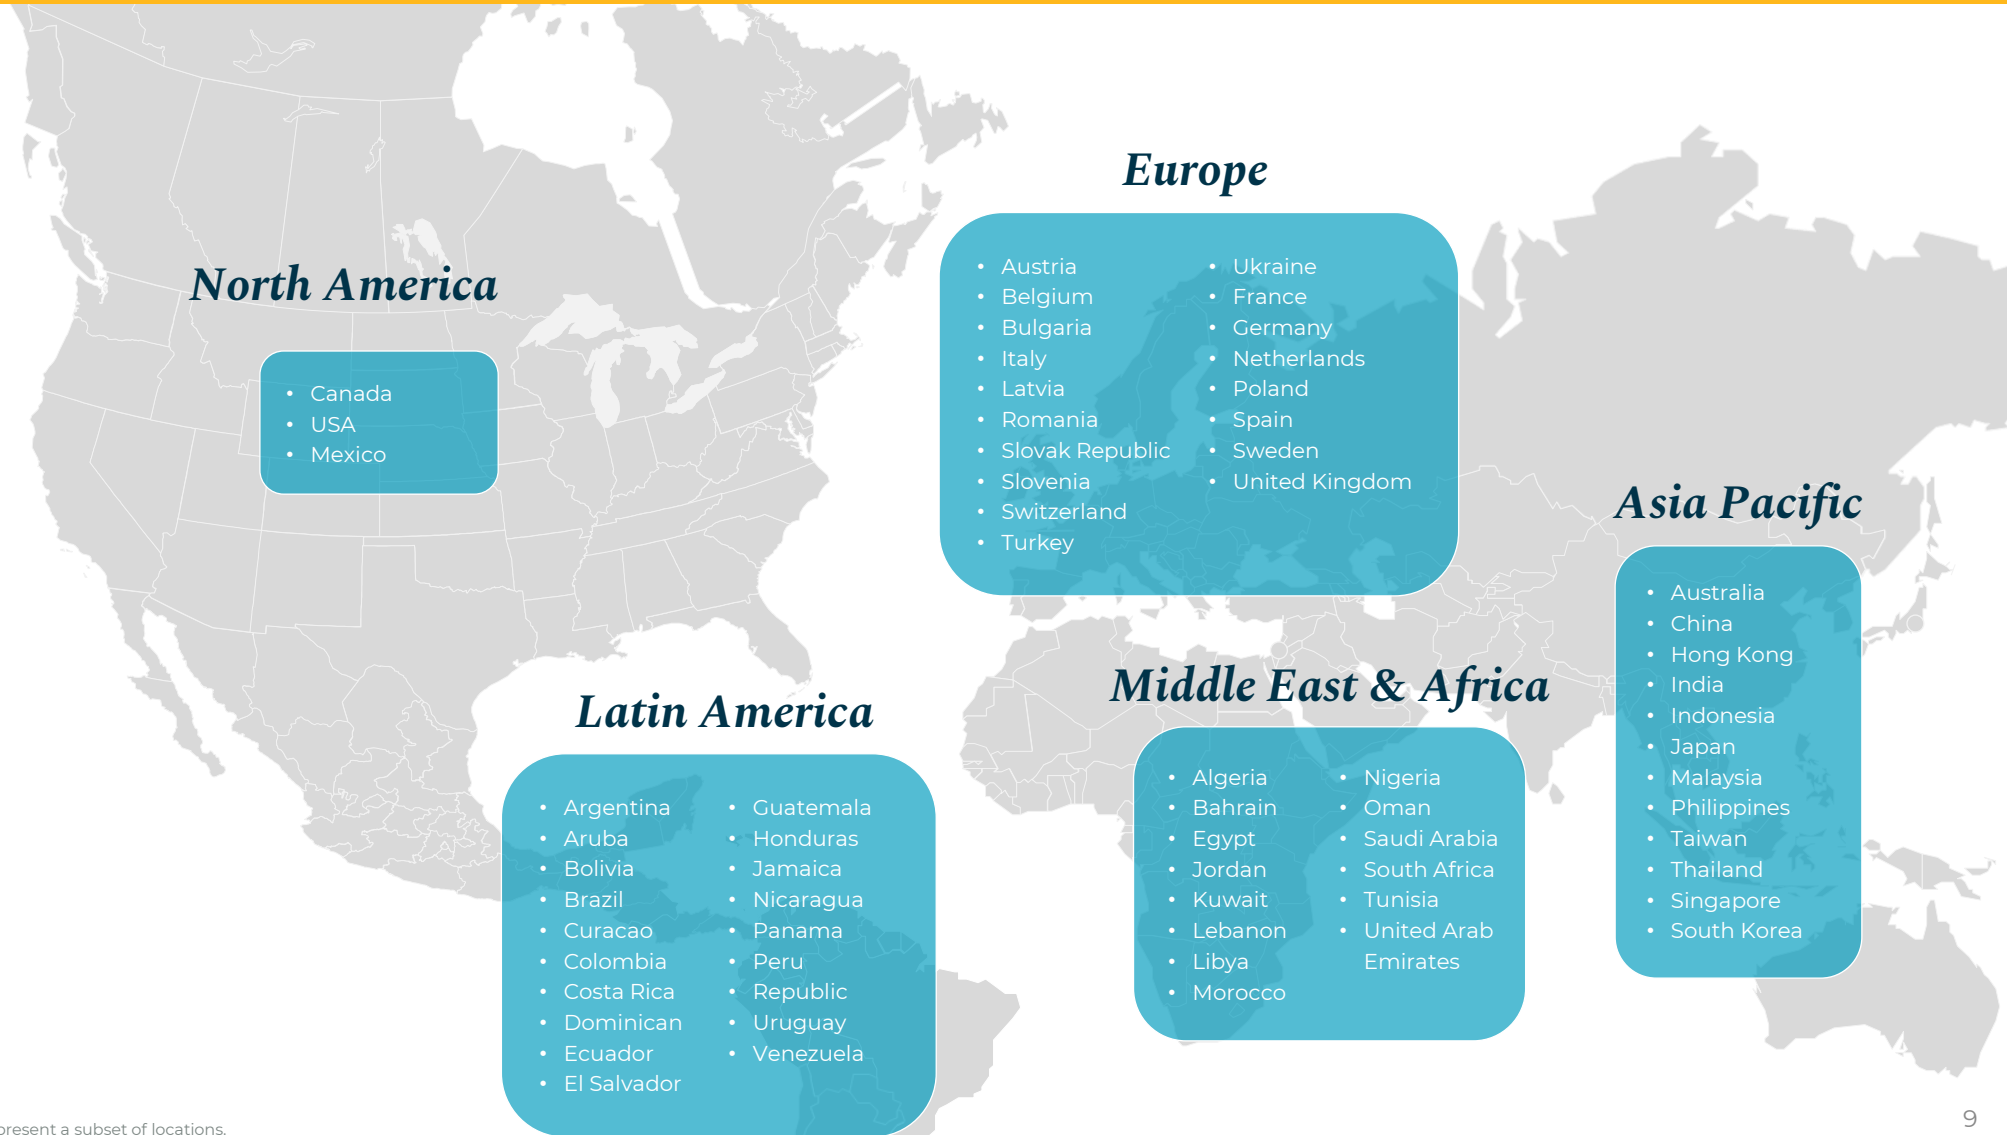 North America
• Canada
• USA
• Mexico
Europe
• Austria
• Belgium
• Bulgaria
• Italy
• Latvia
• Romania
• Slovak Republic
• Slovenia
• Switzerland
• Turkey
• Ukraine
• France
• Germany
• Netherlands
• Poland
• Spain
• Sweden
• United Kingdom
Latin America
• Argentina
• Aruba
• Bolivia
• Brazil
• Curacao
• Colombia
• Costa Rica
• Dominican
• Ecuador
• El Salvador
• Guatemala
• Honduras
• Jamaica
• Nicaragua
• Panama
• Peru
• Republic
• Uruguay
• Venezuela
Middle East & Africa
• Algeria
• Bahrain
• Egypt
• Jordan
• Kuwait
• Lebanon
• Libya
• Morocco
• Nigeria
• Oman
• Saudi Arabia
• South Africa
• Tunisia
• United Arab
Emirates
Asia Pacific
• Australia
• China
• Hong Kong
• India
• Indonesia
• Japan
• Malaysia
• Philippines
• Taiwan
• Thailand
• Singapore
• South Korea
present a subset of locations.
9